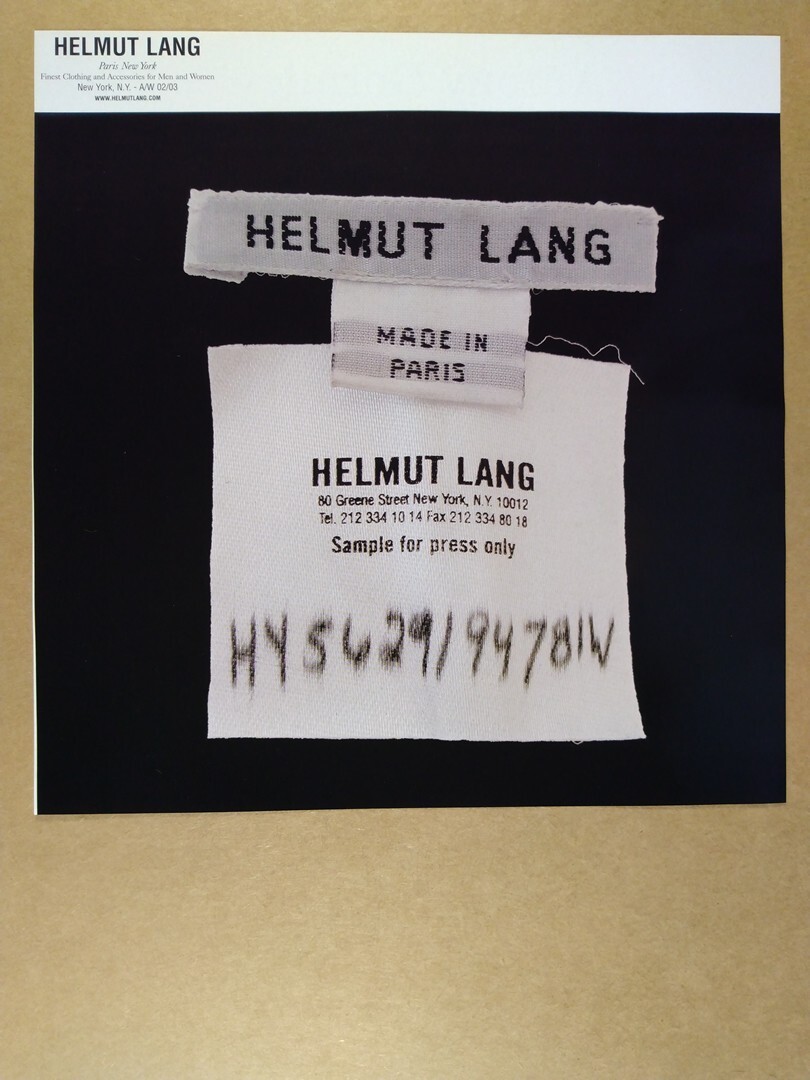 HELMUT LANG
Paris New York
Finest Clothing and Accessories for Men and Women
New York, N.Y. - A/W 02/03
WWW.HELMUTLANG.COM
HELMUT LANG
MADE IN
PARIS
HELMUT LANG
80 Greene Street New York, N.Y. 10012
Tel. 212 334 10 14 Fax 212 334 80 18
Sample for press only
HY5629/94781W